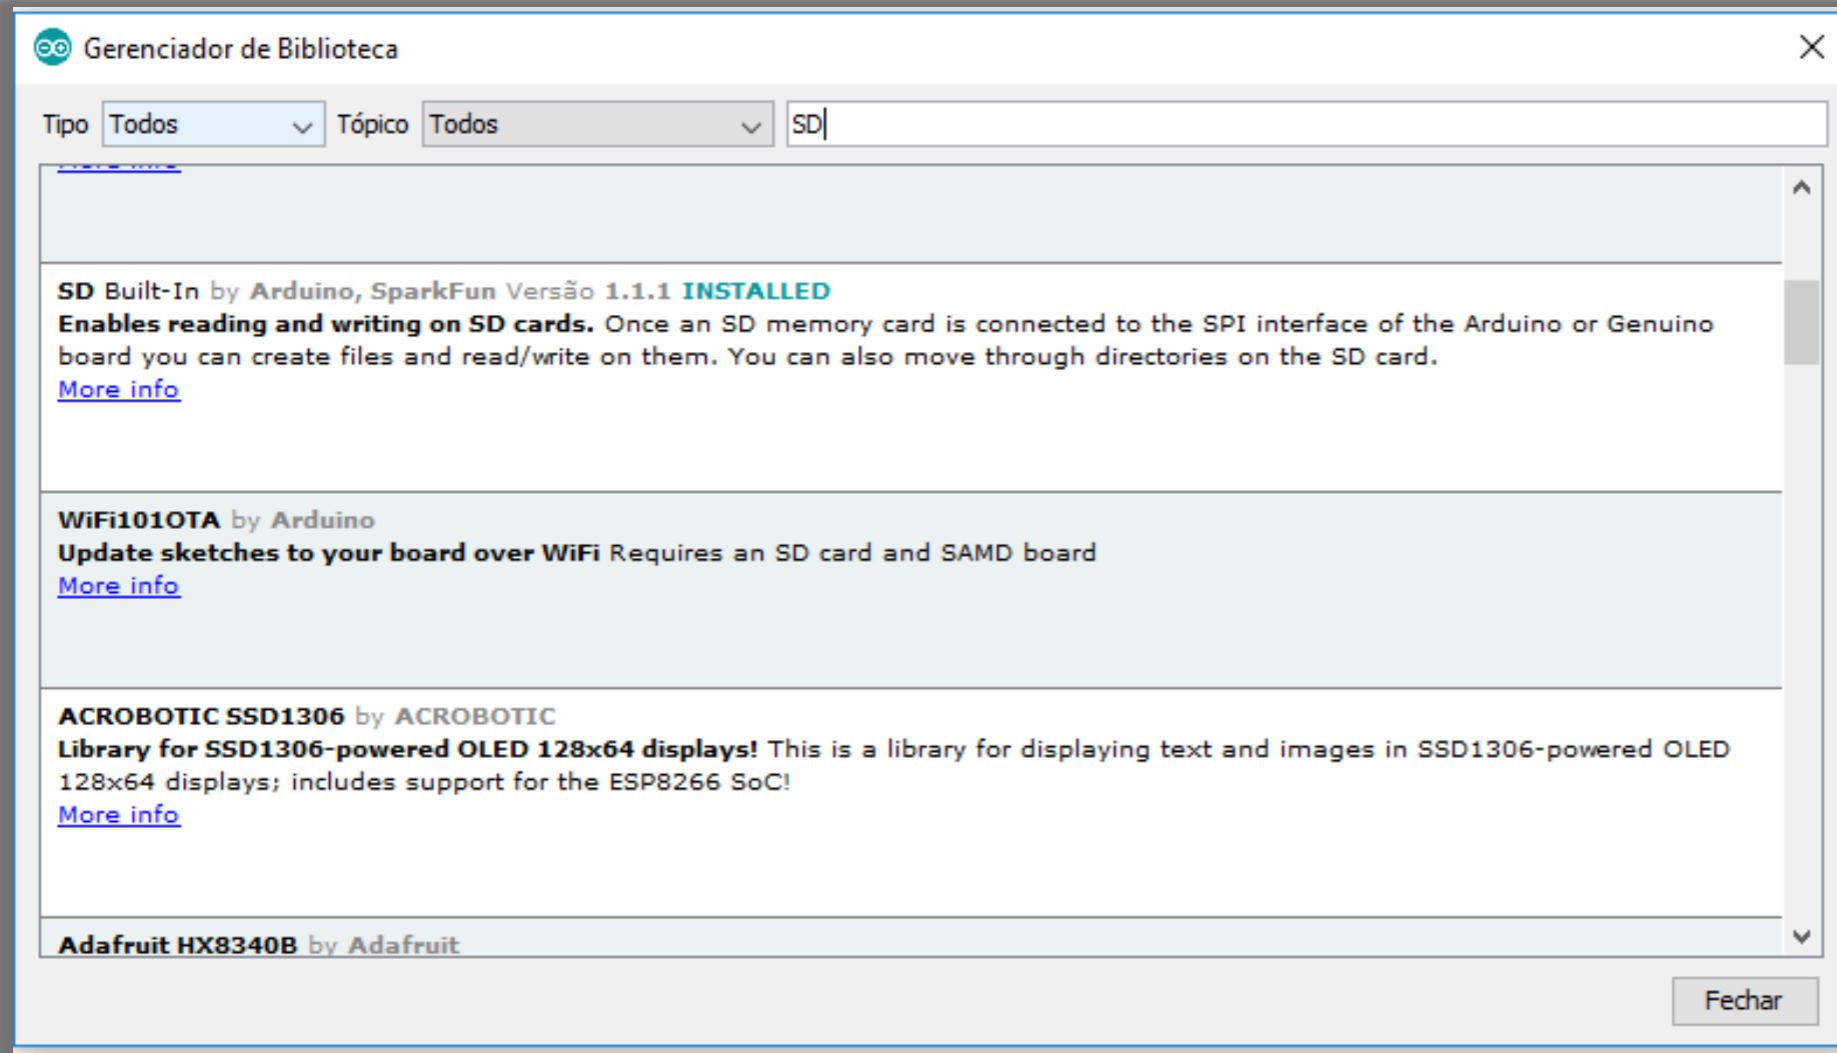 Gerenciador de Biblioteca
Tipo Todos Tópico Todos SD
More info
SD Built-In by Arduino, SparkFun Versão 1.1.1 INSTALLED
Enables reading and writing on SD cards. Once an SD memory card is connected to the SPI interface of the Arduino or Genuino
board you can create files and read/write on them. You can also move through directories on the SD card.
More info
WiFi101OTA by Arduino
Update sketches to your board over WiFi Requires an SD card and SAMD board
More info
ACROBOTIC SSD1306 by ACROBOTIC
Library for SSD1306-powered OLED 128x64 displays! This is a library for displaying text and images in SSD1306-powered OLED
128x64 displays; includes support for the ESP8266 SoC!
More info
Adafruit HX8340B by Adafruit
Fechar